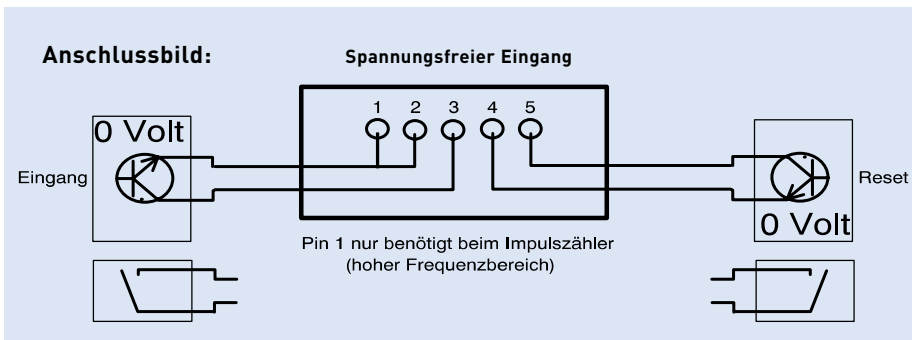 Anschlussbild:
Spannungsfreier Eingang
1 2 3 4 5
0 Volt
Eingang
Reset
0 Volt
Pin 1 nur benötigt beim Impulszähler
(hoher Frequenzbereich)